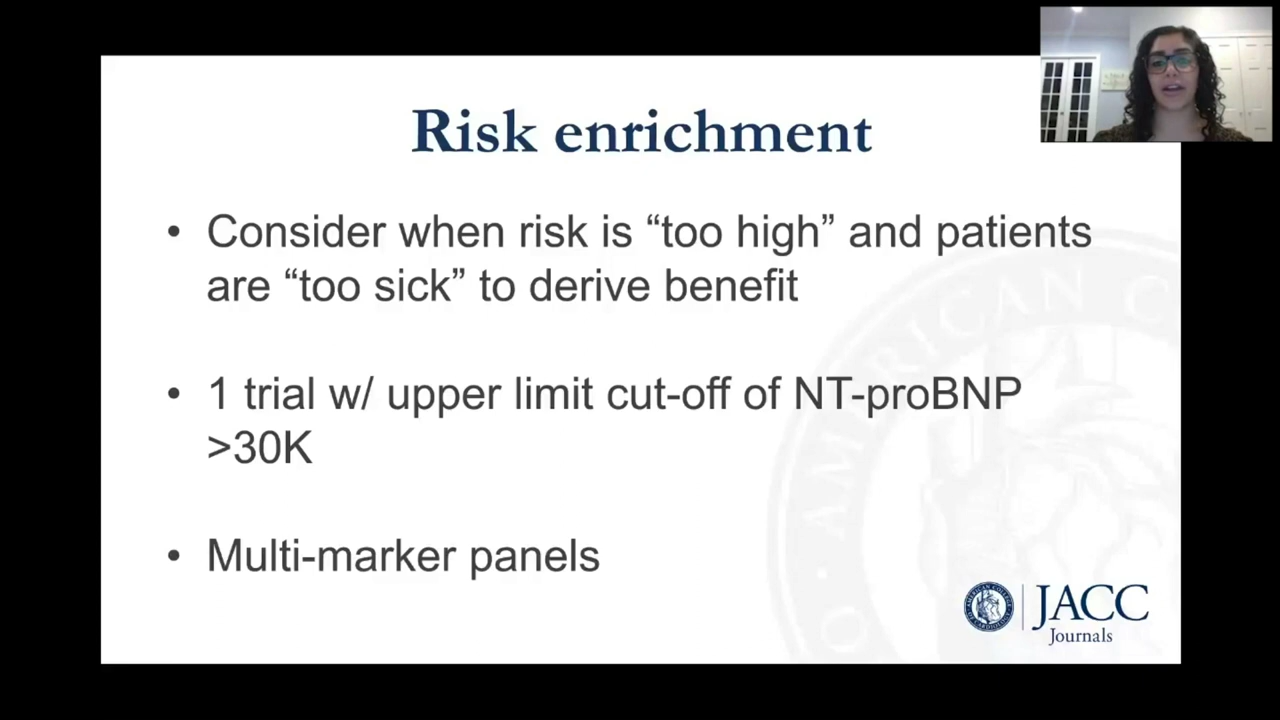 Risk enrichment
• Consider when risk is “too high” and patients
are “too sick” to derive benefit
• 1 trial w/ upper limit cut-off of NT-proBNP
>30K
• Multi-marker panels
AMERICAN C
JACC
Journals